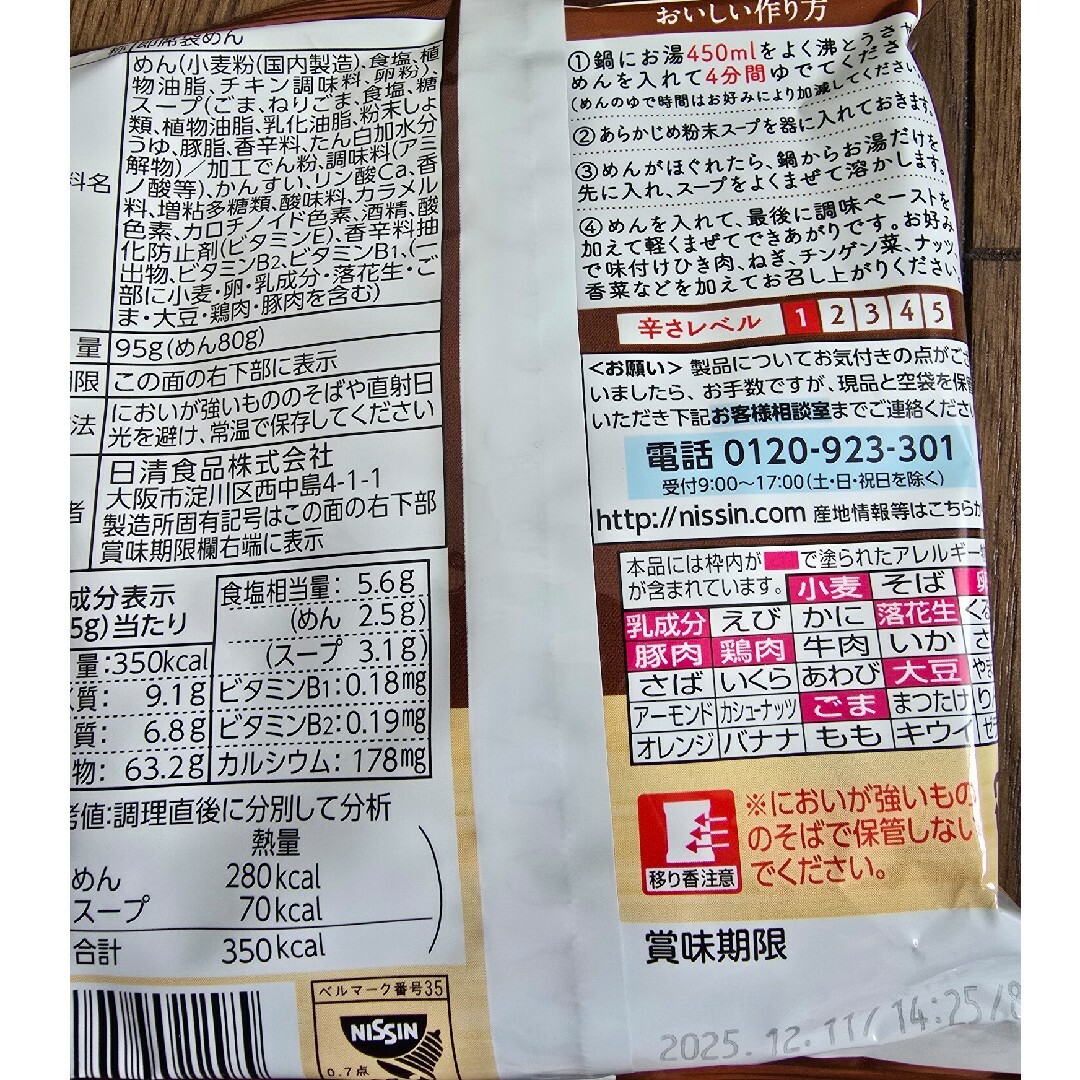 即席袋めん
めん(小麦粉(国内製造)、食塩、植
物油脂、チキン調味料、卵粉)、
スープ(ごま、ねりごま、食塩、糖
類、植物油脂、乳化油脂、粉末しょ
うゆ、豚脂、香辛料、たん白加水分
解物)/加工でん粉、調味料(アミ
ノ酸等)、かんすい、リン酸Ca、香
料、増粘多糖類、酸味料、カラメル
色素、カロチノイド色素、酒精、酸
化防止剤(ビタミンE)、香辛料抽
出物、ビタミンB2、ビタミンB1、(一
部に小麦・卵・乳成分・落花生・ご
ま・大豆・鶏肉・豚肉を含む)
料名
量 95g(めん80g)
限 この面の右下部に表示
法 においが強いもののそばや直射日
光を避け、常温で保存してください
者 日清食品株式会社
大阪市淀川区西中島4-1-1
製造所固有記号はこの面の右下部
賞味期限欄右端に表示
成分表示
5g)当たり
量:350kcal
質: 9.1g
質: 6.8g
物: 63.2g
食塩相当量: 5.6g
(めん 2.5g)
(スープ 3.1g)
ビタミンB1:0.18mg
ビタミンB2:0.19mg
カルシウム: 178mg
考値:調理直後に分別して分析
熱量
めん 280kcal
スープ 70kcal
合計 350kcal
ベルマーク番号35
NISSIN
0.7点
おいしい作り方
①鍋にお湯450mlをよく沸とうさせ
めんを入れて4分間ゆでてください
(めんのゆで時間はお好みにより加減してください
②あらかじめ粉末スープを器に入れておきます。
③めんがほぐれたら、鍋からお湯だけを
先に入れ、スープをよくまぜて溶かします。
④めんを入れて、最後に調味ペーストを
加えて軽くまぜてできあがりです。お好み
で味付けひき肉、ねぎ、チンゲン菜、ナッツ
香菜などを加えてお召し上がりください
辛さレベル 1 2 3 4 5
<お願い> 製品についてお気付きの点がござ
いましたら、お手数ですが、現品と空袋を保管
いただき下記お客様相談室までご連絡くださ
電話 0120-923-301
受付9:00〜17:00(土・日・祝日を除く)
http://nissin.com 産地情報等はこちらか
本品には枠内が で塗られたアレルギー
が含まれています。 小麦 そば 卵
乳成分 えび かに 落花生 くる
豚肉 鶏肉 牛肉 いか さ
さば いくら あわび 大豆 やま
アーモンド カシューナッツ ごま まつたけ り
オレンジ バナナ もも キウイ ゼ
移り香注意
※においが強いもの
のそばで保管しない
でください。
賞味期限
2025.12.11/ 14:25/8